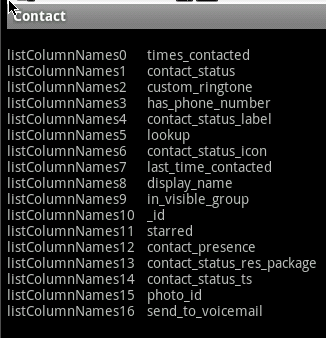 Contact
listColumnNames0 times_contacted
listColumnNames1 contact_status
listColumnNames2 custom_ringtone
listColumnNames3 has_phone_number
listColumnNames4 contact_status_label
listColumnNames5 lookup
listColumnNames6 contact_status_icon
listColumnNames7 last_time_contacted
listColumnNames8 display_name
listColumnNames9 in_visible_group
listColumnNames10 _id
listColumnNames11 starred
listColumnNames12 contact_presence
listColumnNames13 contact_status_res_package
listColumnNames14 contact_status_ts
listColumnNames15 photo_id
listColumnNames16 send_to_voicemail